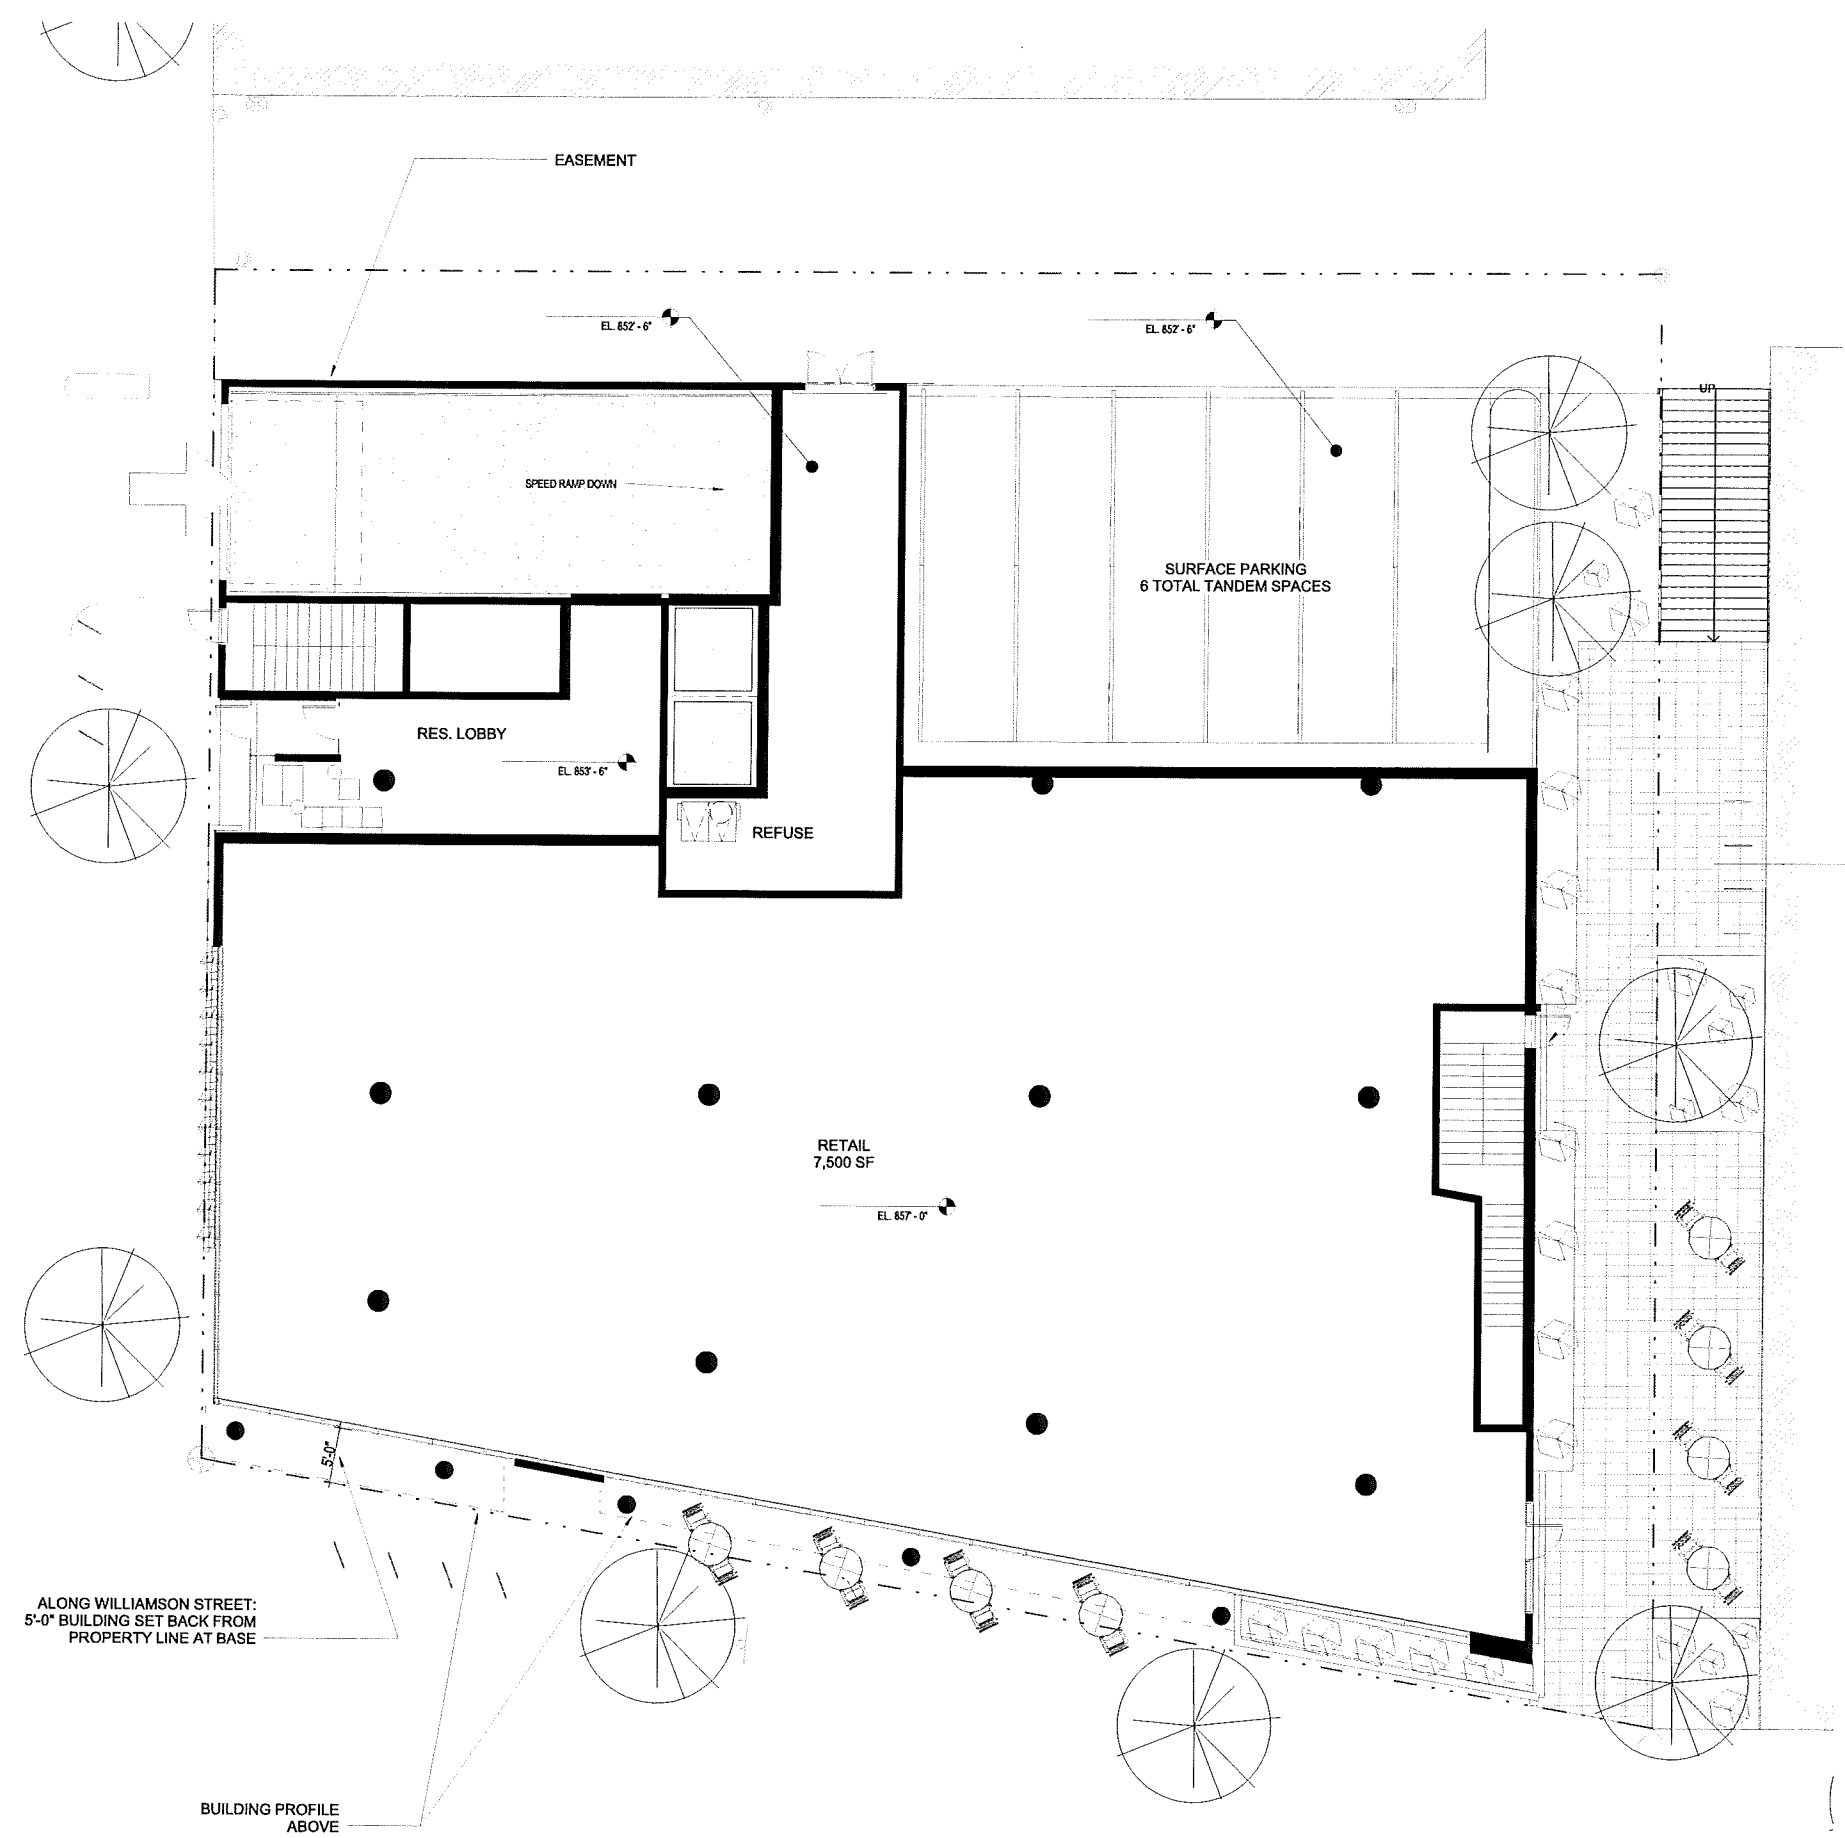 EASEMENT
EL. 852' - 6"
EL. 852' - 6"
UP
SPEED RAMP DOWN
SURFACE PARKING
6 TOTAL TANDEM SPACES
RES. LOBBY
EL. 853' - 6"
REFUSE
RETAIL
7,500 SF
EL. 857' - 0"
5'-0"
ALONG WILLIAMSON STREET:
5'-0" BUILDING SET BACK FROM
PROPERTY LINE AT BASE
BUILDING PROFILE
ABOVE